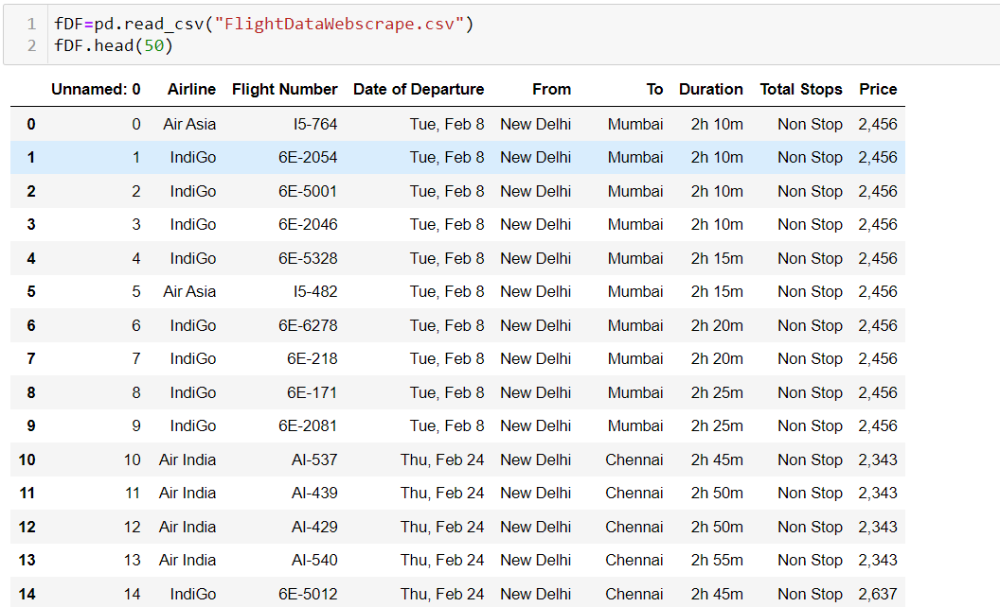 1 fDF=pd.read_csv("FlightDataWebscrape.csv")
2 fDF.head(50)
Unnamed: 0 Airline Flight Number Date of Departure From To Duration Total Stops Price
0 0 Air Asia I5-764 Tue, Feb 8 New Delhi Mumbai 2h 10m Non Stop 2,456
1 1 IndiGo 6E-2054 Tue, Feb 8 New Delhi Mumbai 2h 10m Non Stop 2,456
2 2 IndiGo 6E-5001 Tue, Feb 8 New Delhi Mumbai 2h 10m Non Stop 2,456
3 3 IndiGo 6E-2046 Tue, Feb 8 New Delhi Mumbai 2h 10m Non Stop 2,456
4 4 IndiGo 6E-5328 Tue, Feb 8 New Delhi Mumbai 2h 15m Non Stop 2,456
5 5 Air Asia I5-482 Tue, Feb 8 New Delhi Mumbai 2h 15m Non Stop 2,456
6 6 IndiGo 6E-6278 Tue, Feb 8 New Delhi Mumbai 2h 20m Non Stop 2,456
7 7 IndiGo 6E-218 Tue, Feb 8 New Delhi Mumbai 2h 20m Non Stop 2,456
8 8 IndiGo 6E-171 Tue, Feb 8 New Delhi Mumbai 2h 25m Non Stop 2,456
9 9 IndiGo 6E-2081 Tue, Feb 8 New Delhi Mumbai 2h 25m Non Stop 2,456
10 10 Air India AI-537 Thu, Feb 24 New Delhi Chennai 2h 45m Non Stop 2,343
11 11 Air India AI-439 Thu, Feb 24 New Delhi Chennai 2h 50m Non Stop 2,343
12 12 Air India AI-429 Thu, Feb 24 New Delhi Chennai 2h 50m Non Stop 2,343
13 13 Air India AI-540 Thu, Feb 24 New Delhi Chennai 2h 55m Non Stop 2,343
14 14 IndiGo 6E-5012 Thu, Feb 24 New Delhi Chennai 2h 45m Non Stop 2,637